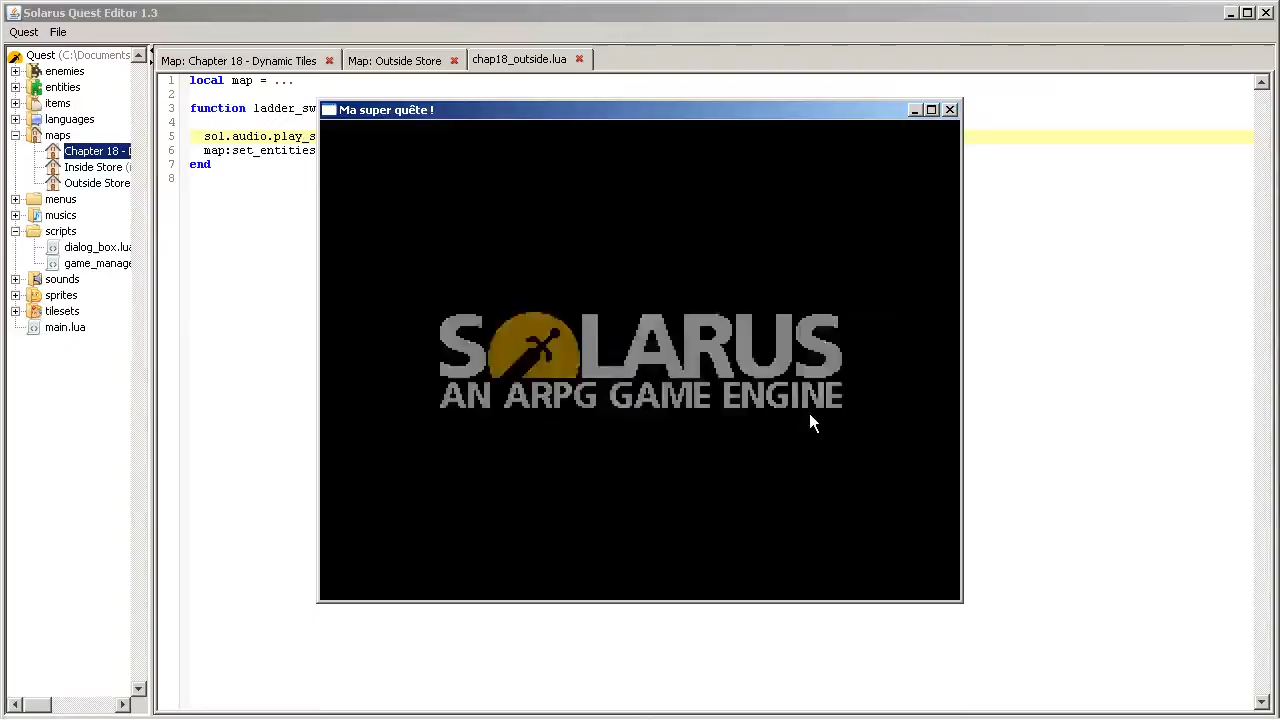 Solarus Quest Editor 1.3
Quest File
Quest (C:\Documents
enemies
entities
items
languages
maps
Chapter 18 -
Inside Store (
Outside Store
menus
musics
scripts
dialog_box.lua
game_manage
sounds
sprites
tilesets
main.lua
Map: Chapter 18 - Dynamic Tiles
Map: Outside Store
chap18_outside.lua
1 local map = ...
2
3 function ladder_sw
4
5 sol.audio.play_s
6 map:set_entities
7 end
8
Ma super quête !
SOLARUS
AN ARPG GAME ENGINE